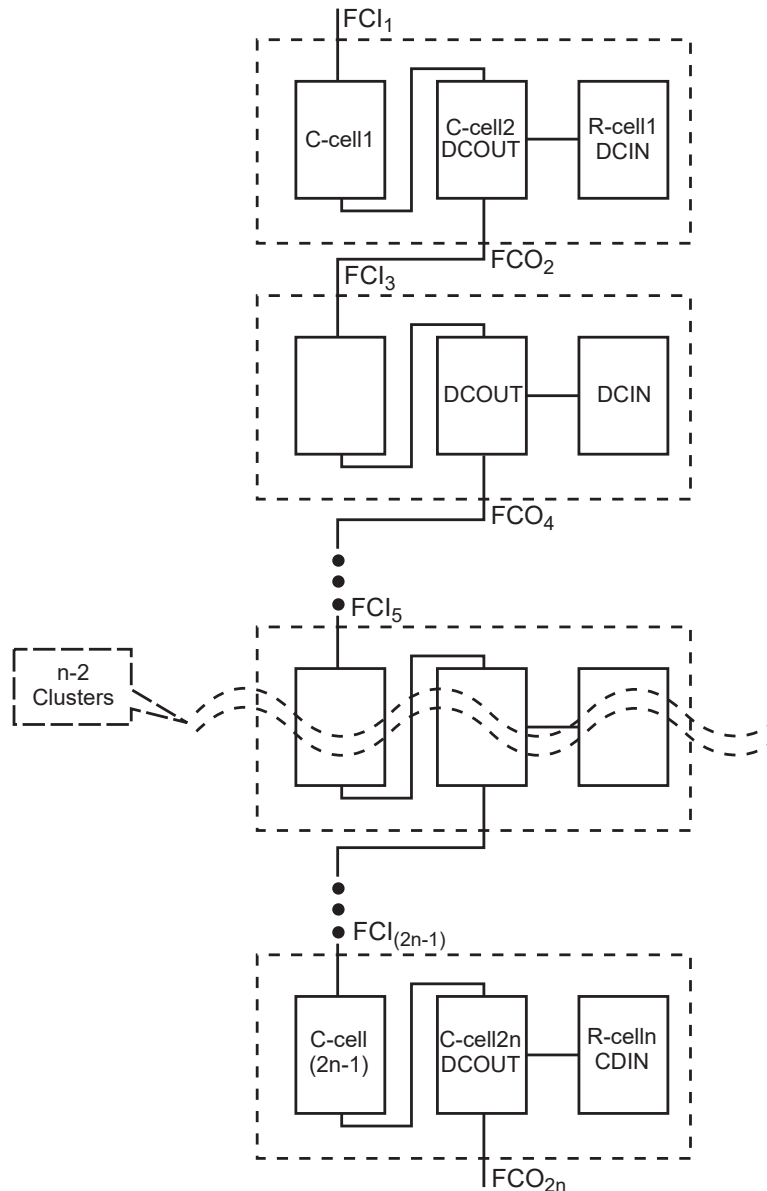 FCI1
C-cell1
C-cell2
DCOUT
R-cell1
DCIN
FCO2
FCI3
DCOUT
DCIN
FCO4
FCI5
n-2
Clusters
FCI(2n-1)
C-cell
(2n-1)
C-cell2n
DCOUT
R-celln
CDIN
FCO2n